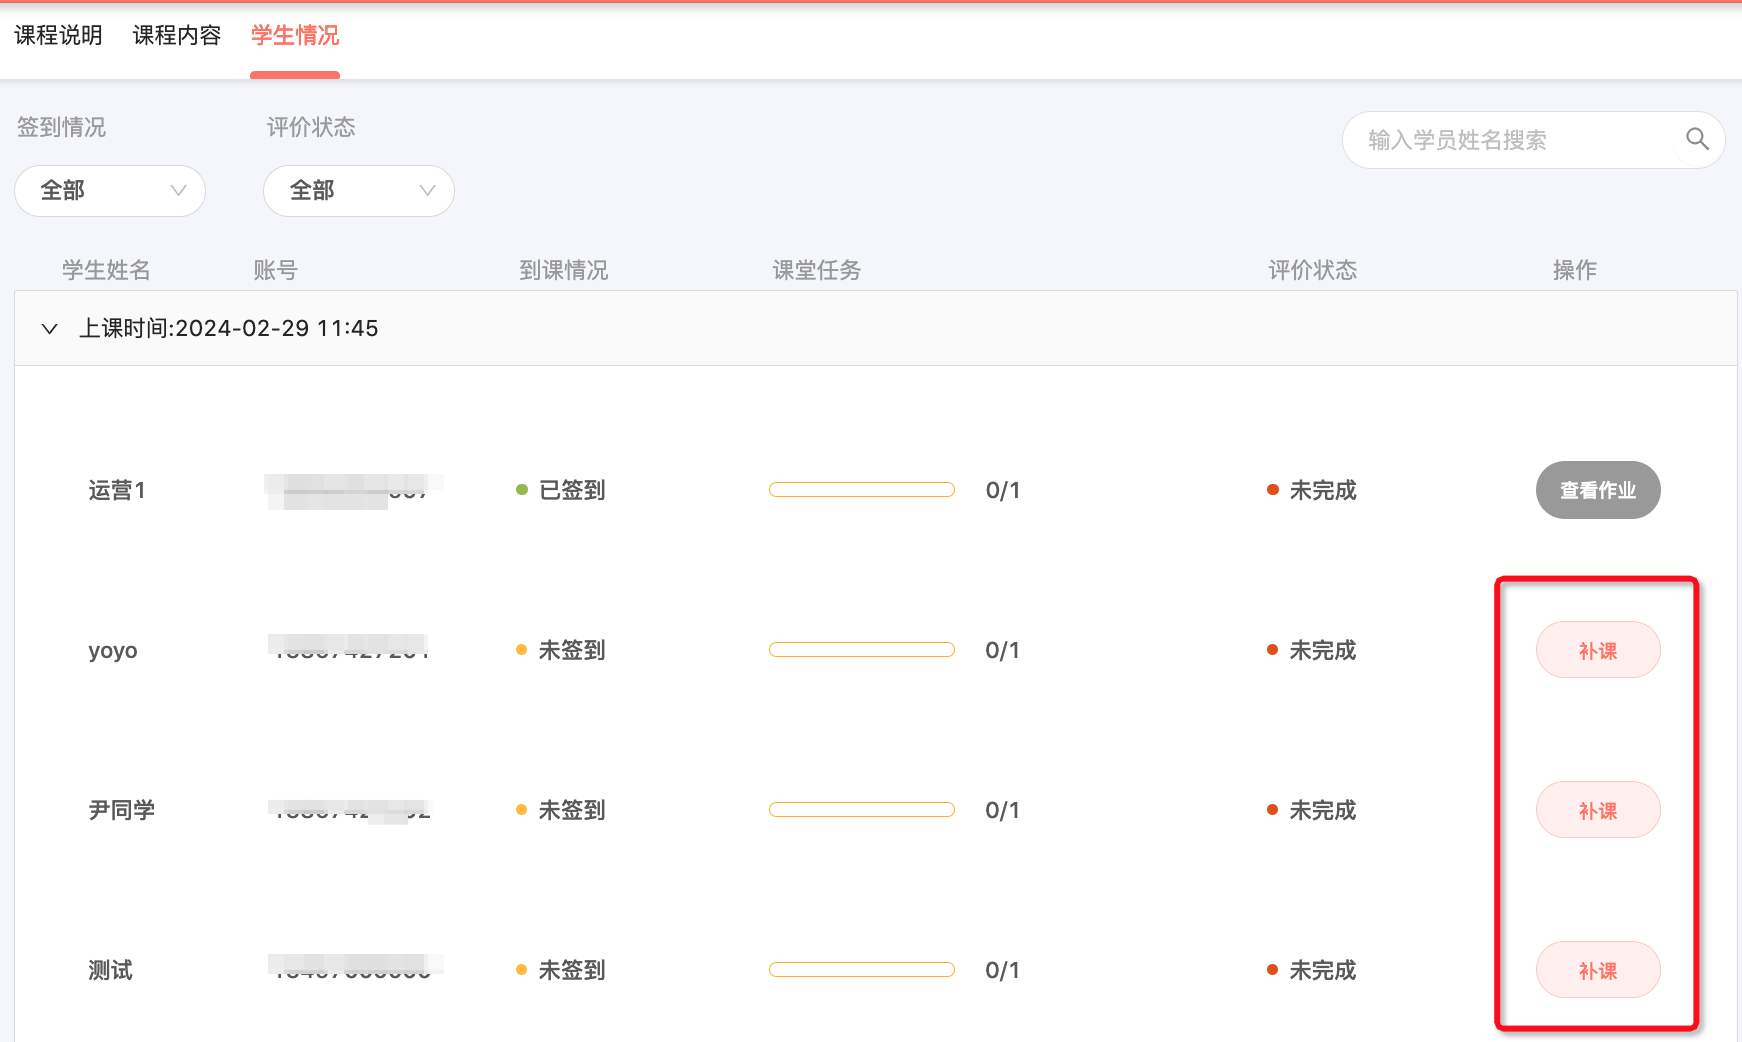 课程说明 课程内容 学生情况
签到情况 评价状态
输入学员姓名搜索
全部 全部
学生姓名 账号 到课情况 课堂任务 评价状态 操作
上课时间:2024-02-29 11:45
运营1 已签到 0/1 未完成 查看作业
yoyo 未签到 0/1 未完成 补课
尹同学 未签到 0/1 未完成 补课
测试 未签到 0/1 未完成 补课